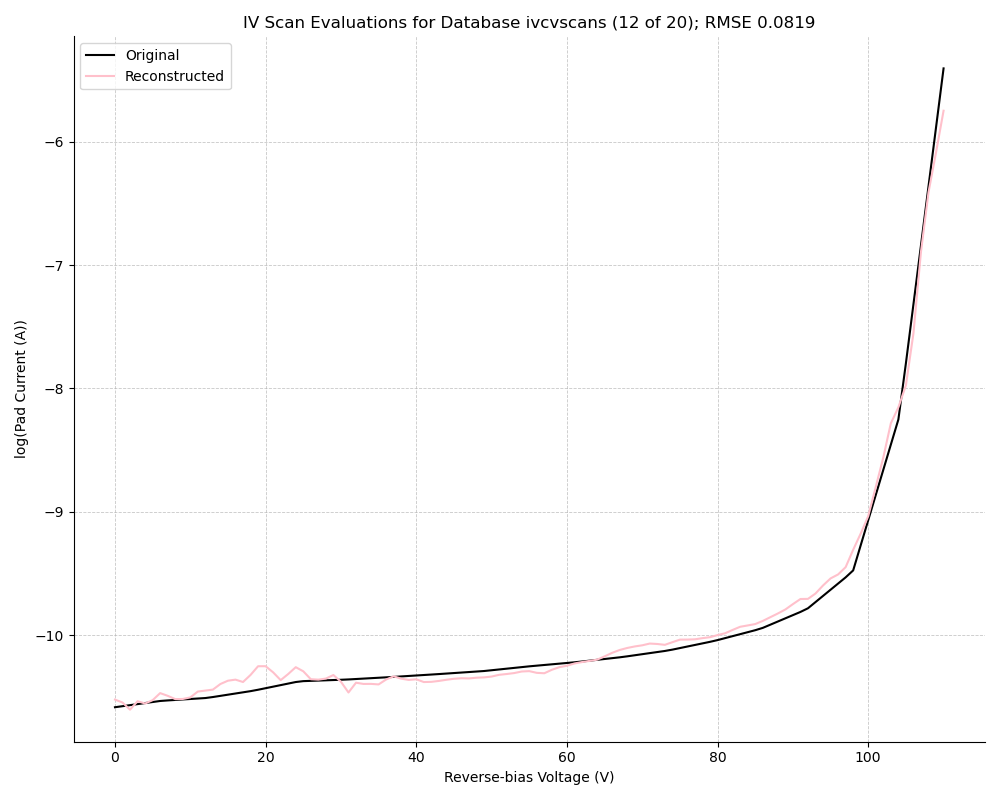 IV Scan Evaluations for Database ivcvscans (12 of 20); RMSE 0.0819
Original
Reconstructed
log(Pad Current (A))
−6
−7
−8
−9
−10
0
20
40
60
80
100
Reverse-bias Voltage (V)